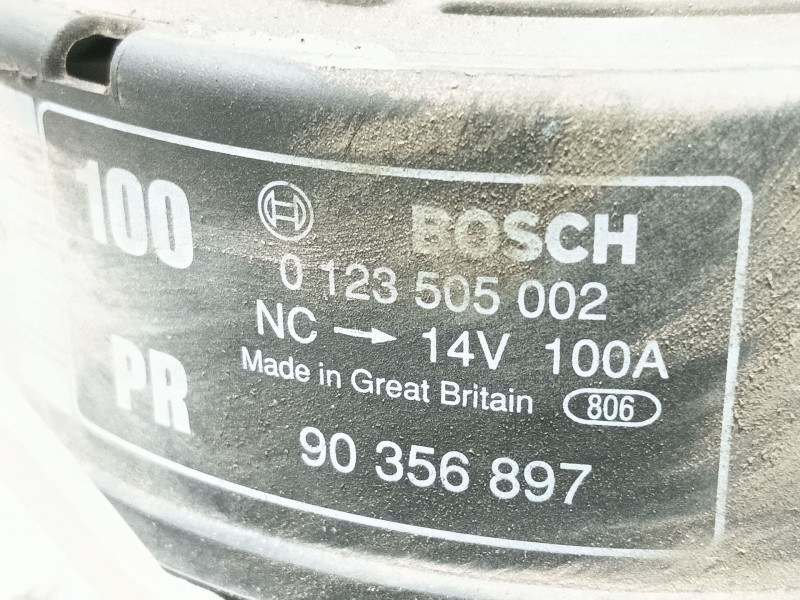 100 BOSCH
0 123 505 002
NC → 14V 100A
PR Made in Great Britain 806
90 356 897